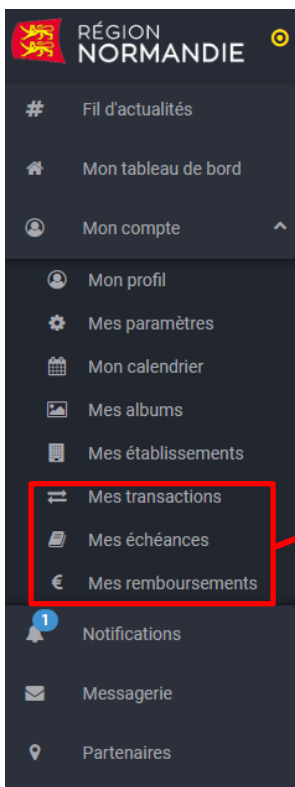 RÉGION
NORMANDIE
# Fil d'actualités
Mon tableau de bord
Mon compte
Mon profil
Mes paramètres
Mon calendrier
Mes albums
Mes établissements
Mes transactions
Mes échéances
€ Mes remboursements
1
Notifications
Messagerie
Partenaires